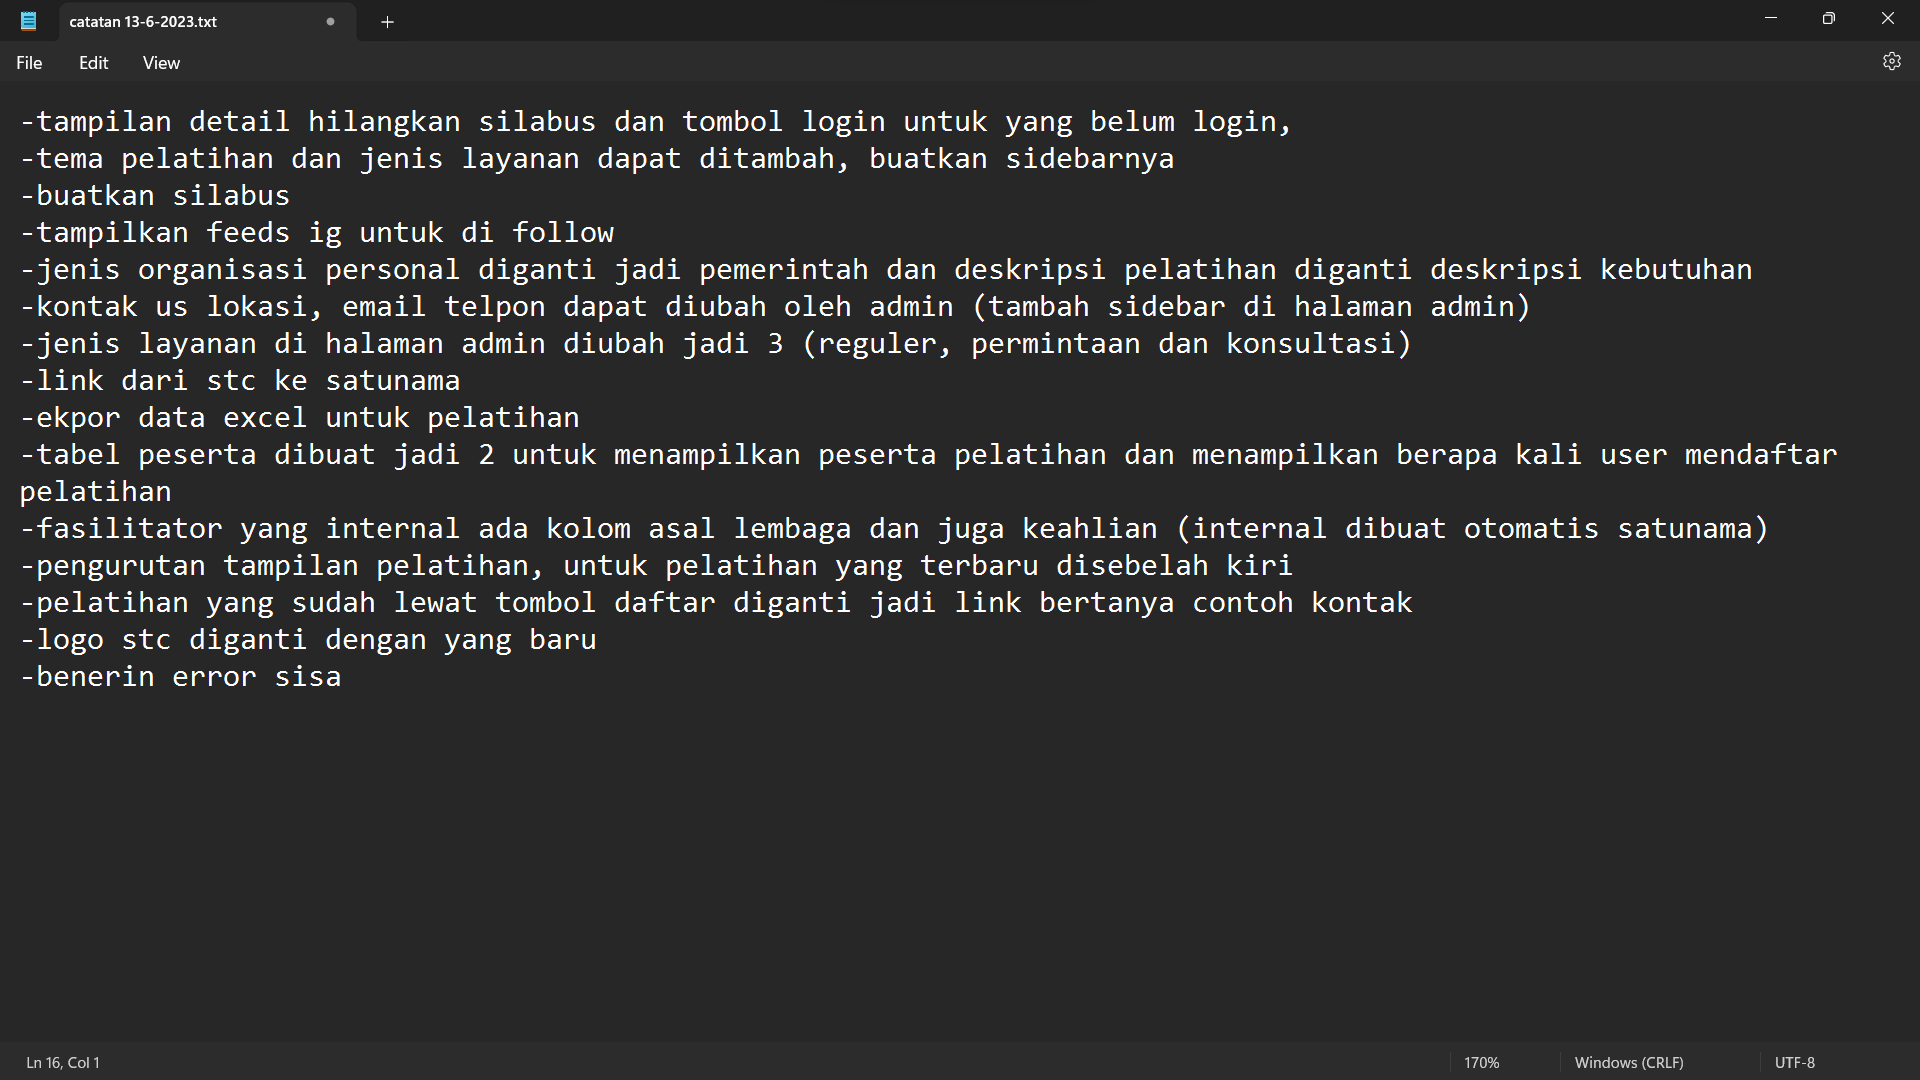 catatan 13-6-2023.txt
File Edit View
-tampilan detail hilangkan silabus dan tombol login untuk yang belum login,
-tema pelatihan dan jenis layanan dapat ditambah, buatkan sidebarnya
-buatkan silabus
-tampilkan feeds ig untuk di follow
-jenis organisasi personal diganti jadi pemerintah dan deskripsi pelatihan diganti deskripsi kebutuhan
-kontak us lokasi, email telpon dapat diubah oleh admin (tambah sidebar di halaman admin)
-jenis layanan di halaman admin diubah jadi 3 (reguler, permintaan dan konsultasi)
-link dari stc ke satunama
-ekpor data excel untuk pelatihan
-tabel peserta dibuat jadi 2 untuk menampilkan peserta pelatihan dan menampilkan berapa kali user mendaftar
pelatihan
-fasilitator yang internal ada kolom asal lembaga dan juga keahlian (internal dibuat otomatis satunama)
-pengurutan tampilan pelatihan, untuk pelatihan yang terbaru disebelah kiri
-pelatihan yang sudah lewat tombol daftar diganti jadi link bertanya contoh kontak
-logo stc diganti dengan yang baru
-benerin error sisa
Ln 16, Col 1 170% Windows (CRLF) UTF-8